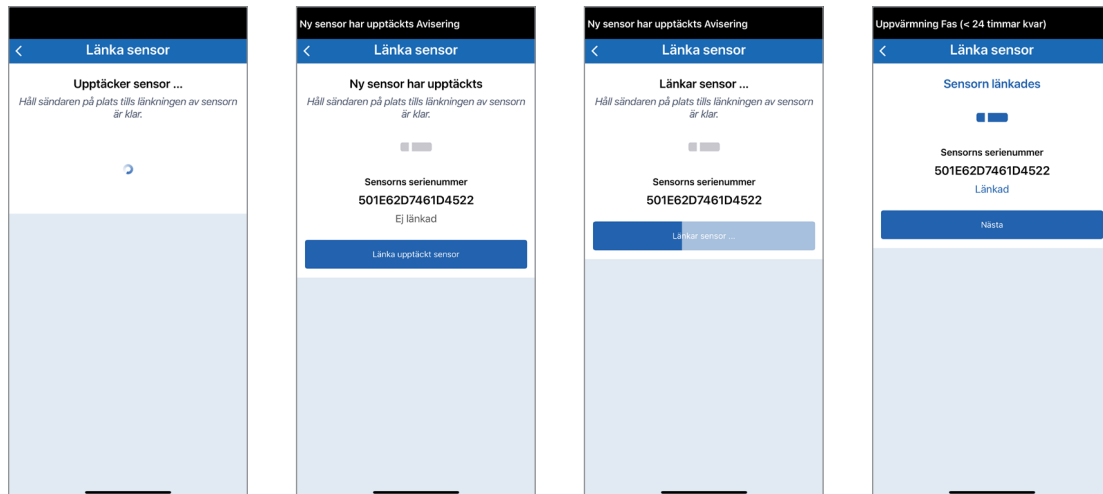 Länka sensor
Upptäcker sensor ...
Håll sändaren på plats tills länkningen av sensorn
är klar.
Ny sensor har upptäckts Avisering
Länka sensor
Ny sensor har upptäckts
Håll sändaren på plats tills länkningen av sensorn
är klar.
Sensorns serienummer
501E62D7461D4522
Ej länkad
Länka upptäckt sensor
Ny sensor har upptäckts Avisering
Länka sensor
Länkar sensor ...
Håll sändaren på plats tills länkningen av sensorn
är klar.
Sensorns serienummer
501E62D7461D4522
Länkar sensor ...
Uppvärmning Fas (< 24 timmar kvar)
Länka sensor
Sensorn länkades
Sensorns serienummer
501E62D7461D4522
Länkad
Nästa